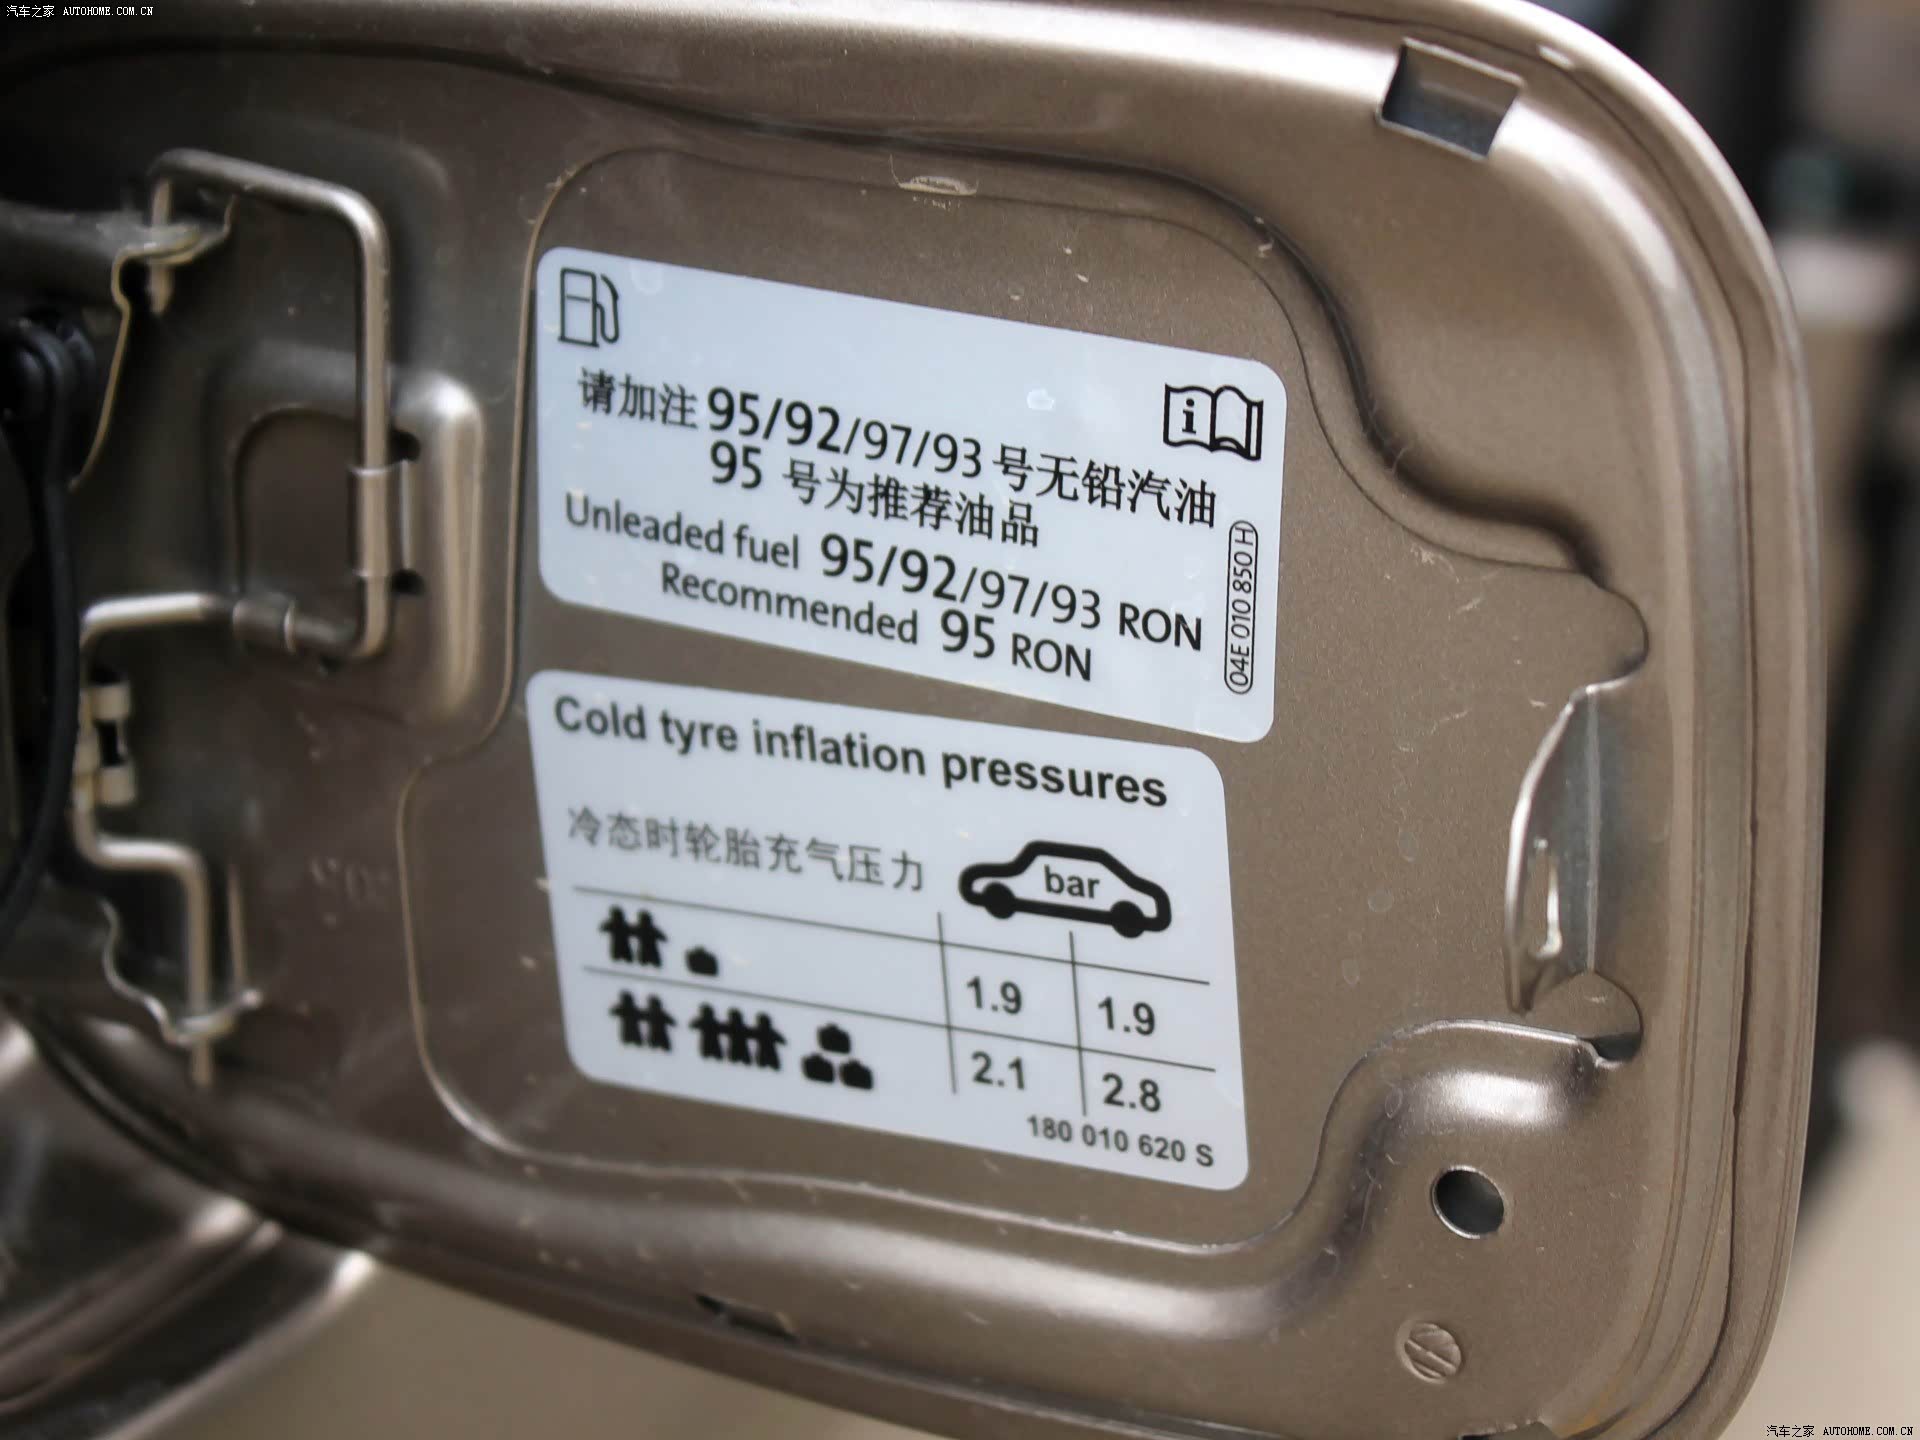 汽车之家 AUTOHOME.COM.CN
请加注 95/92/97/93 号无铅汽油
95 号为推荐油品
Unleaded fuel 95/92/97/93 RON
Recommended 95 RON
04E 010 850 H
Cold tyre inflation pressures
冷态时轮胎充气压力
bar
1.9 1.9
2.1 2.8
180 010 620 S
汽车之家 AUTOHOME.COM.CN